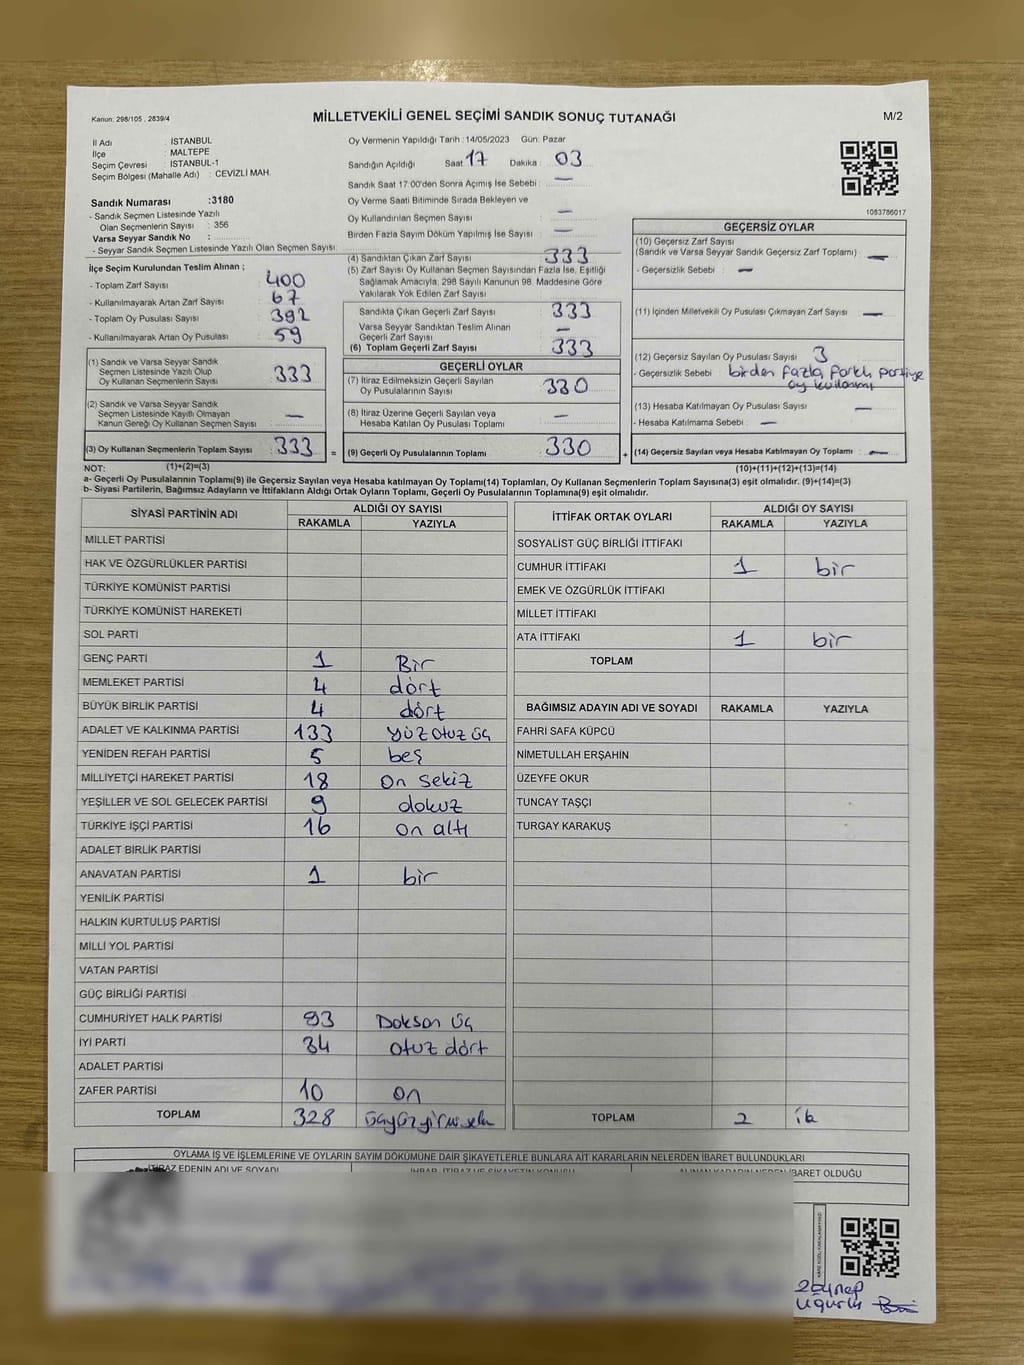 Kanun: 298/105 , 2839/4
MİLLETVEKİLİ GENEL SEÇİMİ SANDIK SONUÇ TUTANAĞI
M/2
İl Adı : İSTANBUL
İlçe : MALTEPE
Seçim Çevresi : İSTANBUL-1
Seçim Bölgesi (Mahalle Adı) : CEVİZLİ MAH.
Oy Vermenin Yapıldığı Tarih : 14/05/2023 Gün: Pazar
Sandığın Açıldığı Saat 17 Dakika : 03
Sandık Saat 17:00'den Sonra Açımış İse Sebebi : —
Oy Verme Saati Bitiminde Sırada Bekleyen ve
Oy Kullandırılan Seçmen Sayısı : —
Birden Fazla Sayım Döküm Yapılmış İse Sayısı : —
1083786017
Sandık Numarası :3180
- Sandık Seçmen Listesinde Yazılı
Olan Seçmenlerin Sayısı : 356
Varsa Seyyar Sandık No :
- Seyyar Sandık Seçmen Listesinde Yazılı Olan Seçmen Sayısı:
İlçe Seçim Kurulundan Teslim Alınan ;
- Toplam Zarf Sayısı : 400
- Kullanılmayarak Artan Zarf Sayısı : 67
- Toplam Oy Pusulası Sayısı : 392
- Kullanılmayarak Artan Oy Pusulası : 59
(1) Sandık ve Varsa Seyyar Sandık
Seçmen Listesinde Yazılı Olup
Oy Kullanan Seçmenlerin Sayısı : 333
(2) Sandık ve Varsa Seyyar Sandık
Seçmen Listesinde Kayıtlı Olmayan
Kanun Gereği Oy Kullanan Seçmen Sayısı : —
(3) Oy Kullanan Seçmenlerin Toplam Sayısı : 333 =
(4) Sandıktan Çıkan Zarf Sayısı : 333
(5) Zarf Sayısı Oy Kullanan Seçmen Sayısından Fazla İse, Eşitliği
Sağlamak Amacıyla, 298 Sayılı Kanunun 98. Maddesine Göre
Yakılarak Yok Edilen Zarf Sayısı :
Sandıkta Çıkan Geçerli Zarf Sayısı : 333
Varsa Seyyar Sandıktan Teslim Alınan
Geçerli Zarf Sayısı : —
(6) Toplam Geçerli Zarf Sayısı : 333
GEÇERLİ OYLAR
(7) İtiraz Edilmeksizin Geçerli Sayılan
Oy Pusulalarının Sayısı : 330
(8) İtiraz Üzerine Geçerli Sayılan veya
Hesaba Katılan Oy Pusulası Toplamı : —
(9) Geçerli Oy Pusulalarının Toplamı : 330 +
GEÇERSİZ OYLAR
(10) Geçersiz Zarf Sayısı
(Sandık ve Varsa Seyyar Sandık Geçersiz Zarf Toplamı) : —
- Geçersizlik Sebebi : —
(11) İçinden Milletvekili Oy Pusulası Çıkmayan Zarf Sayısı : —
(12) Geçersiz Sayılan Oy Pusulası Sayısı : 3
- Geçersizlik Sebebi : birden fazla farklı partiye
oy kullanımı
(13) Hesaba Katılmayan Oy Pusulası Sayısı : —
- Hesaba Katılmama Sebebi : —
(14) Geçersiz Sayılan veya Hesaba Katılmayan Oy Toplamı : —
NOT: (1)+(2)=(3) (10)+(11)+(12)+(13)=(14)
a- Geçerli Oy Pusulalarının Toplamı(9) ile Geçersiz Sayılan veya Hesaba katılmayan Oy Toplamı(14) Toplamları, Oy Kullanan Seçmenlerin Toplam Sayısına(3) eşit olmalıdır. (9)+(14)=(3)
b- Siyasi Partilerin, Bağımsız Adayların ve İttifakların Aldığı Ortak Oyların Toplamı, Geçerli Oy Pusulalarının Toplamına(9) eşit olmalıdır.
SİYASİ PARTİNİN ADI ALDIĞI OY SAYISI
RAKAMLA YAZIYLA
MİLLET PARTİSİ
HAK VE ÖZGÜRLÜKLER PARTİSİ
TÜRKİYE KOMÜNİST PARTİSİ
TÜRKİYE KOMÜNİST HAREKETİ
SOL PARTİ
GENÇ PARTİ 1 Bir
MEMLEKET PARTİSİ 4 dört
BÜYÜK BİRLİK PARTİSİ 4 dört
ADALET VE KALKINMA PARTİSİ 133 yüz otuz üç
YENİDEN REFAH PARTİSİ 5 beş
MİLLİYETÇİ HAREKET PARTİSİ 18 on sekiz
YEŞİLLER VE SOL GELECEK PARTİSİ 9 dokuz
TÜRKİYE İŞÇİ PARTİSİ 16 on altı
ADALET BİRLİK PARTİSİ
ANAVATAN PARTİSİ 1 bir
YENİLİK PARTİSİ
HALKIN KURTULUŞ PARTİSİ
MİLLİ YOL PARTİSİ
VATAN PARTİSİ
GÜÇ BİRLİĞİ PARTİSİ
CUMHURİYET HALK PARTİSİ 93 Doksan üç
İYİ PARTİ 34 otuz dört
ADALET PARTİSİ
ZAFER PARTİSİ 10 on
TOPLAM 328
İTTİFAK ORTAK OYLARI ALDIĞI OY SAYISI
RAKAMLA YAZIYLA
SOSYALİST GÜÇ BİRLİĞİ İTTİFAKI
CUMHUR İTTİFAKI 1 bir
EMEK VE ÖZGÜRLÜK İTTİFAKI
MİLLET İTTİFAKI
ATA İTTİFAKI 1 bir
TOPLAM
BAĞIMSIZ ADAYIN ADI VE SOYADI RAKAMLA YAZIYLA
FAHRİ SAFA KÜPCÜ
NİMETULLAH ERŞAHİN
ÜZEYFE OKUR
TUNCAY TAŞÇI
TURGAY KARAKUŞ
TOPLAM 2
OYLAMA İŞ VE İŞLEMLERİNE VE OYLARIN SAYIM DÖKÜMÜNE DAİR ŞİKAYETLERLE BUNLARA AİT KARARLARIN NELERDEN İBARET BULUNDUKLARI
İTİRAZ EDENİN ADI VE SOYADI İHBAR, İTİRAZ VE ŞİKAYETİN KONUSU ALINAN KARARIN NEDEN İBARET OLDUĞU
Zeynep
Uğurlu